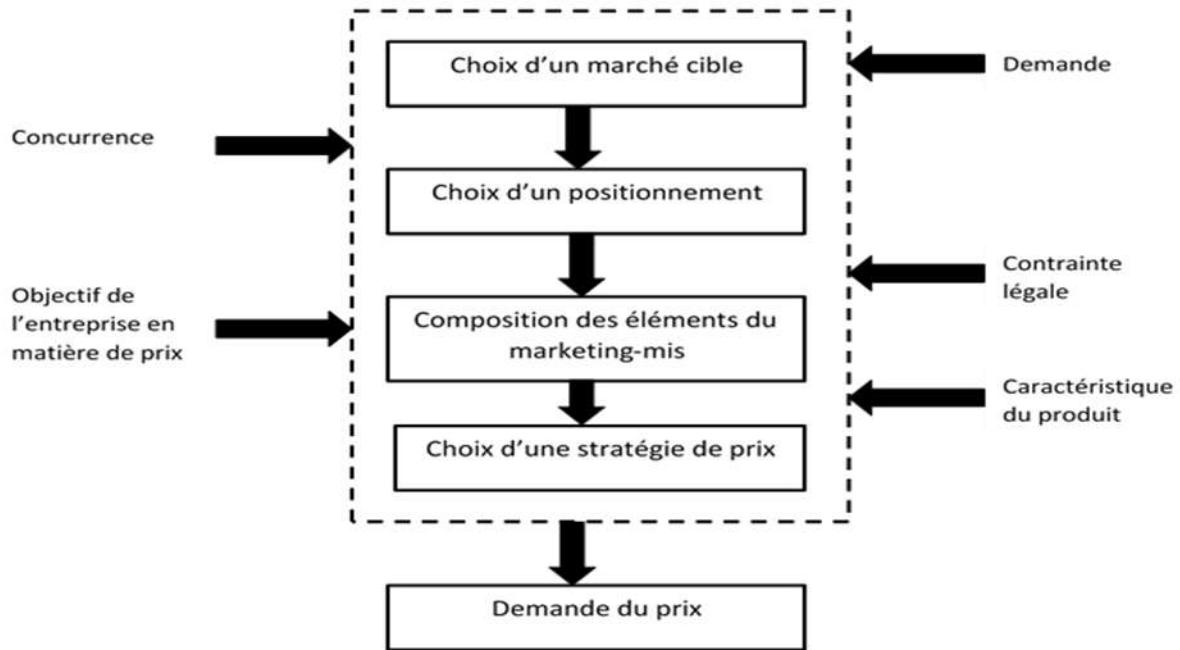 Choix d'un marché cible
Demande
Concurrence
Choix d'un positionnement
Contrainte
légale
Objectif de
l'entreprise en
matière de prix
Composition des éléments du
marketing-mis
Caractéristique
du produit
Choix d'une stratégie de prix
Demande du prix